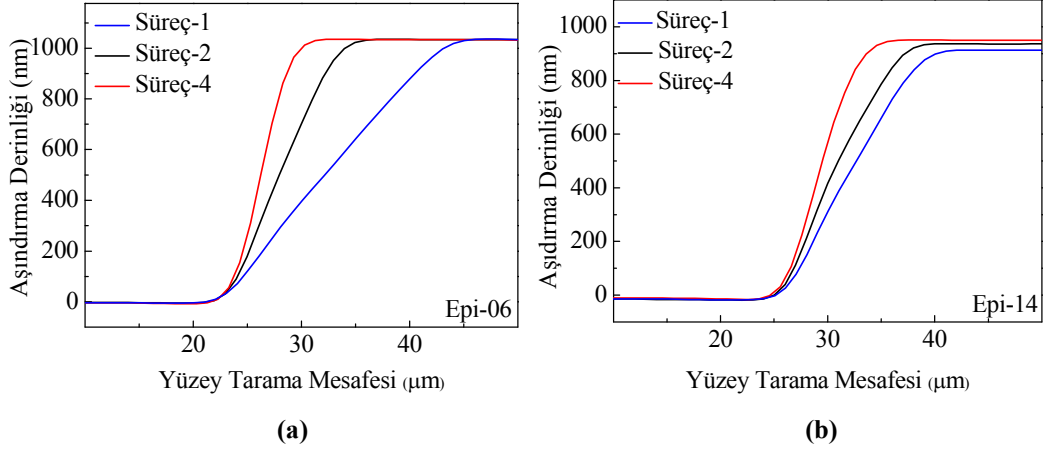 Süreç-1
Süreç-2
Süreç-4
Aşındırma Derinliği (nm)
1000
800
600
400
200
0
20
30
40
Epi-06
Yüzey Tarama Mesafesi (μm)
(a)
Süreç-1
Süreç-2
Süreç-4
Aşıdırma Derinliği (nm)
1000
800
600
400
200
0
20
30
40
Epi-14
Yüzey Tarama Mesafesi (μm)
(b)